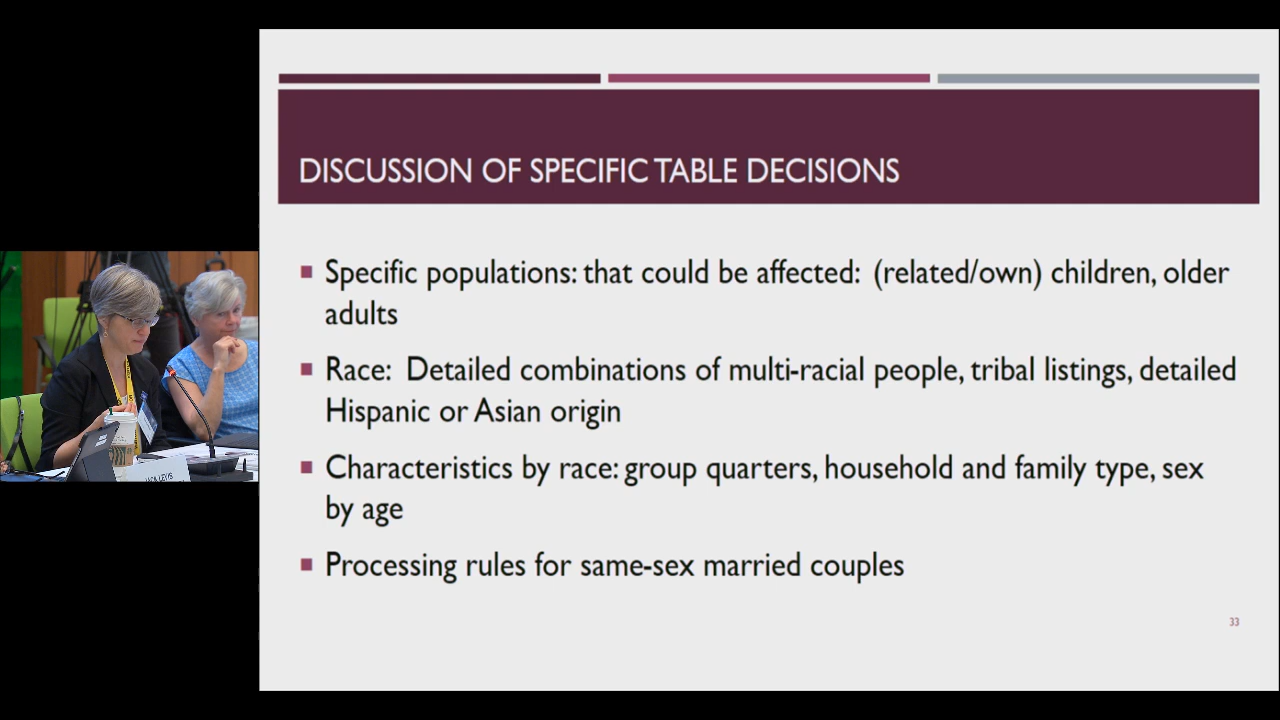 DISCUSSION OF SPECIFIC TABLE DECISIONS
Specific populations: that could be affected: (related/own) children, older
adults
Race: Detailed combinations of multi-racial people, tribal listings, detailed
Hispanic or Asian origin
Characteristics by race: group quarters, household and family type, sex
by age
Processing rules for same-sex married couples
33